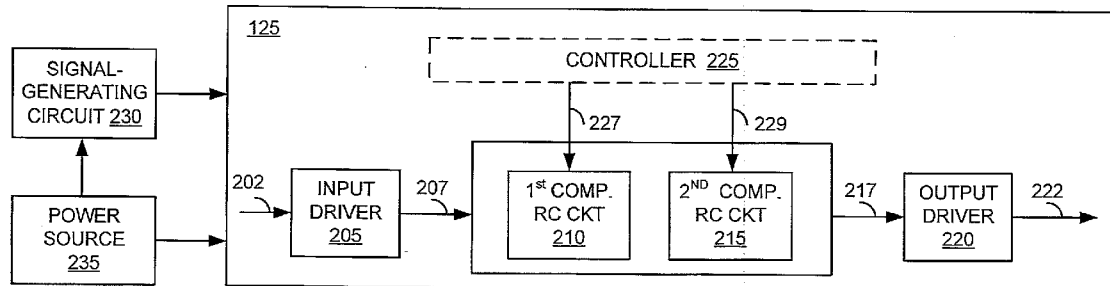 125
CONTROLLER 225
SIGNAL-
GENERATING
CIRCUIT 230
227
229
202
INPUT
DRIVER
205
207
1st COMP.
RC CKT
210
2ND COMP.
RC CKT
215
217
OUTPUT
DRIVER
220
222
POWER
SOURCE
235